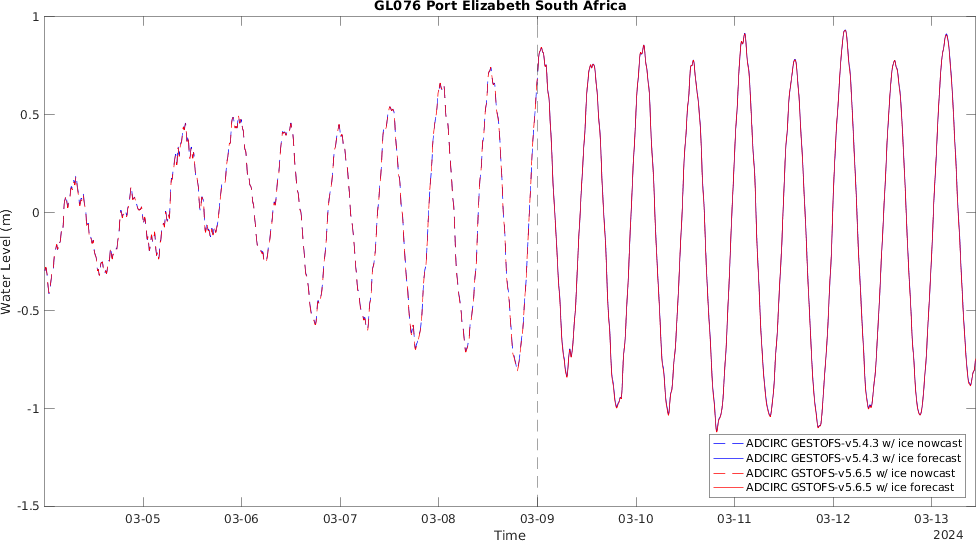 GL076 Port Elizabeth South Africa
1
0.5
0
-0.5
-1
-1.5
Water Level (m)
ADCIRC GESTOFS-v5.4.3 w/ ice nowcast
ADCIRC GESTOFS-v5.4.3 w/ ice forecast
ADCIRC GSTOFS-v5.6.5 w/ ice nowcast
ADCIRC GSTOFS-v5.6.5 w/ ice forecast
03-05 03-06 03-07 03-08 03-09 03-10 03-11 03-12 03-13
Time
2024